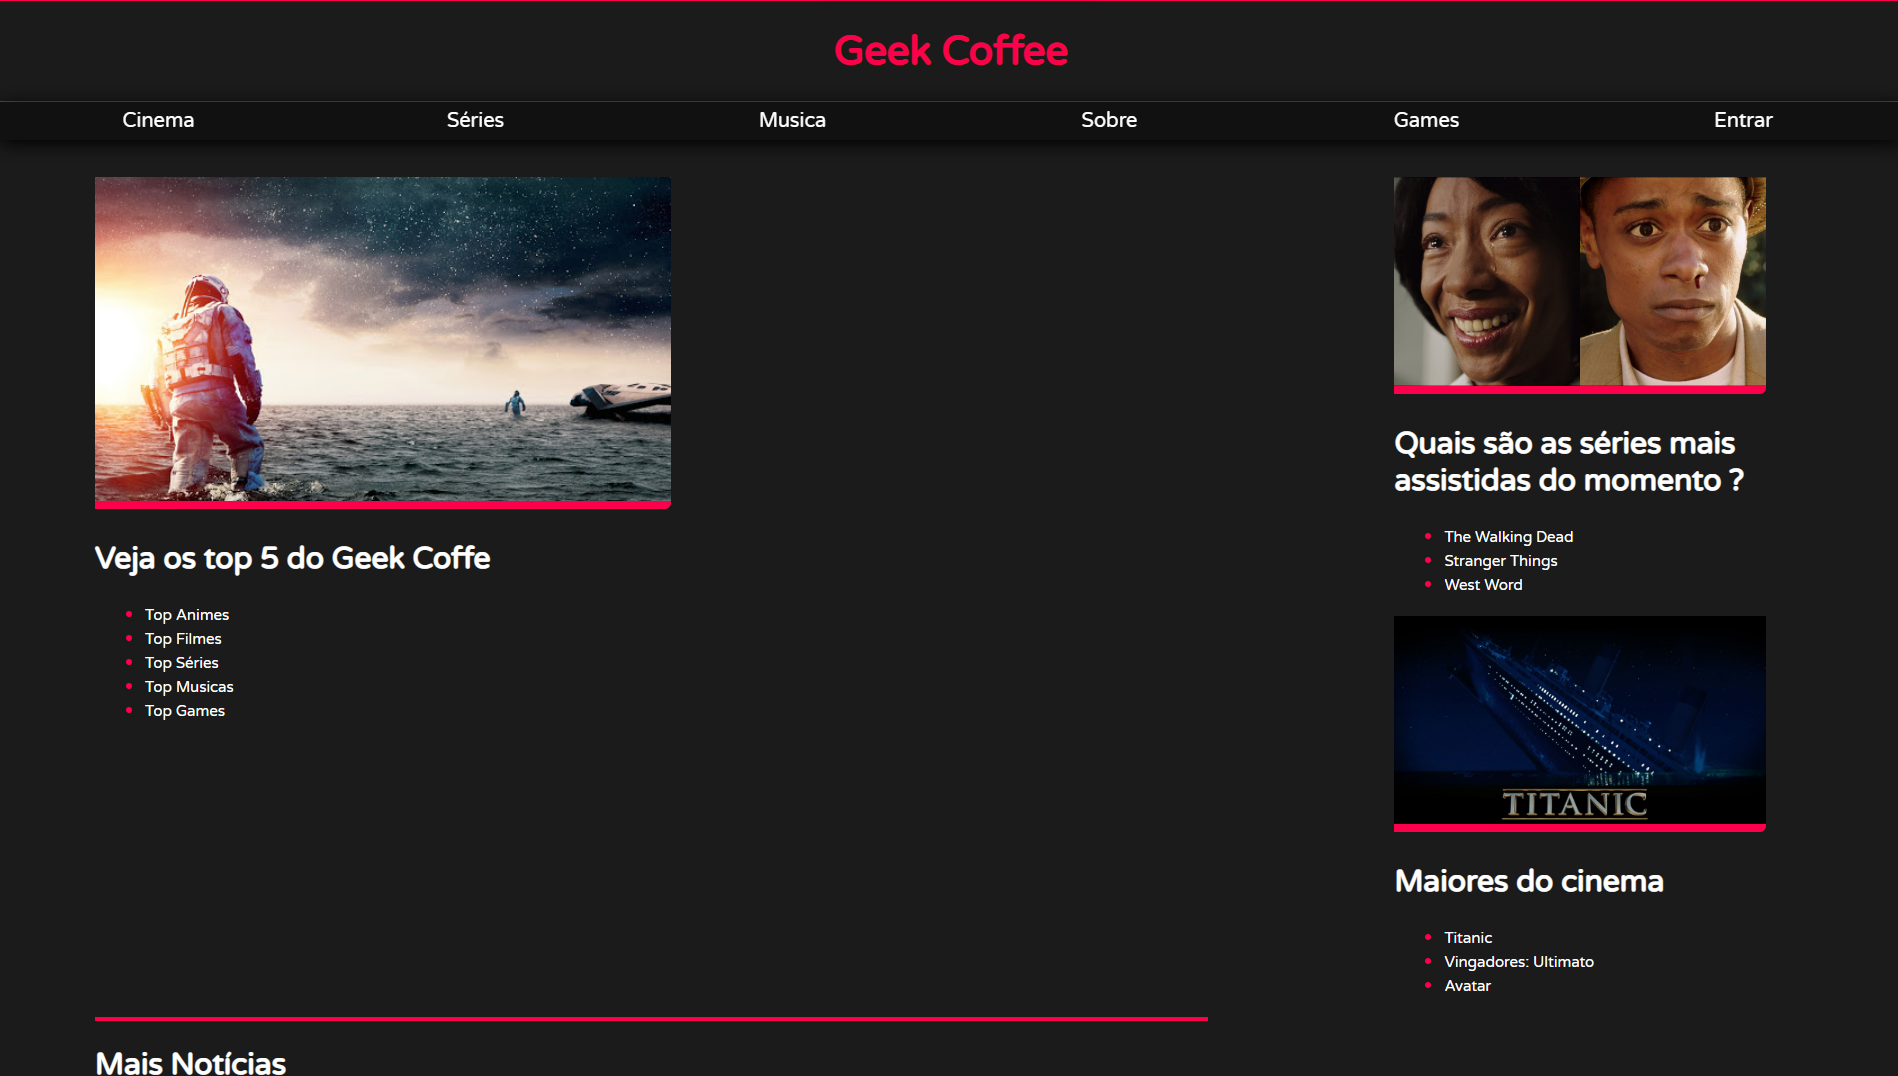 Geek Coffee
Cinema
Séries
Musica
Sobre
Games
Entrar
Veja os top 5 do Geek Coffe
Top Animes
Top Filmes
Top Séries
Top Musicas
Top Games
Quais são as séries mais
assistidas do momento ?
The Walking Dead
Stranger Things
West Word
TITANIC
Maiores do cinema
Titanic
Vingadores: Ultimato
Avatar
Mais Notícias